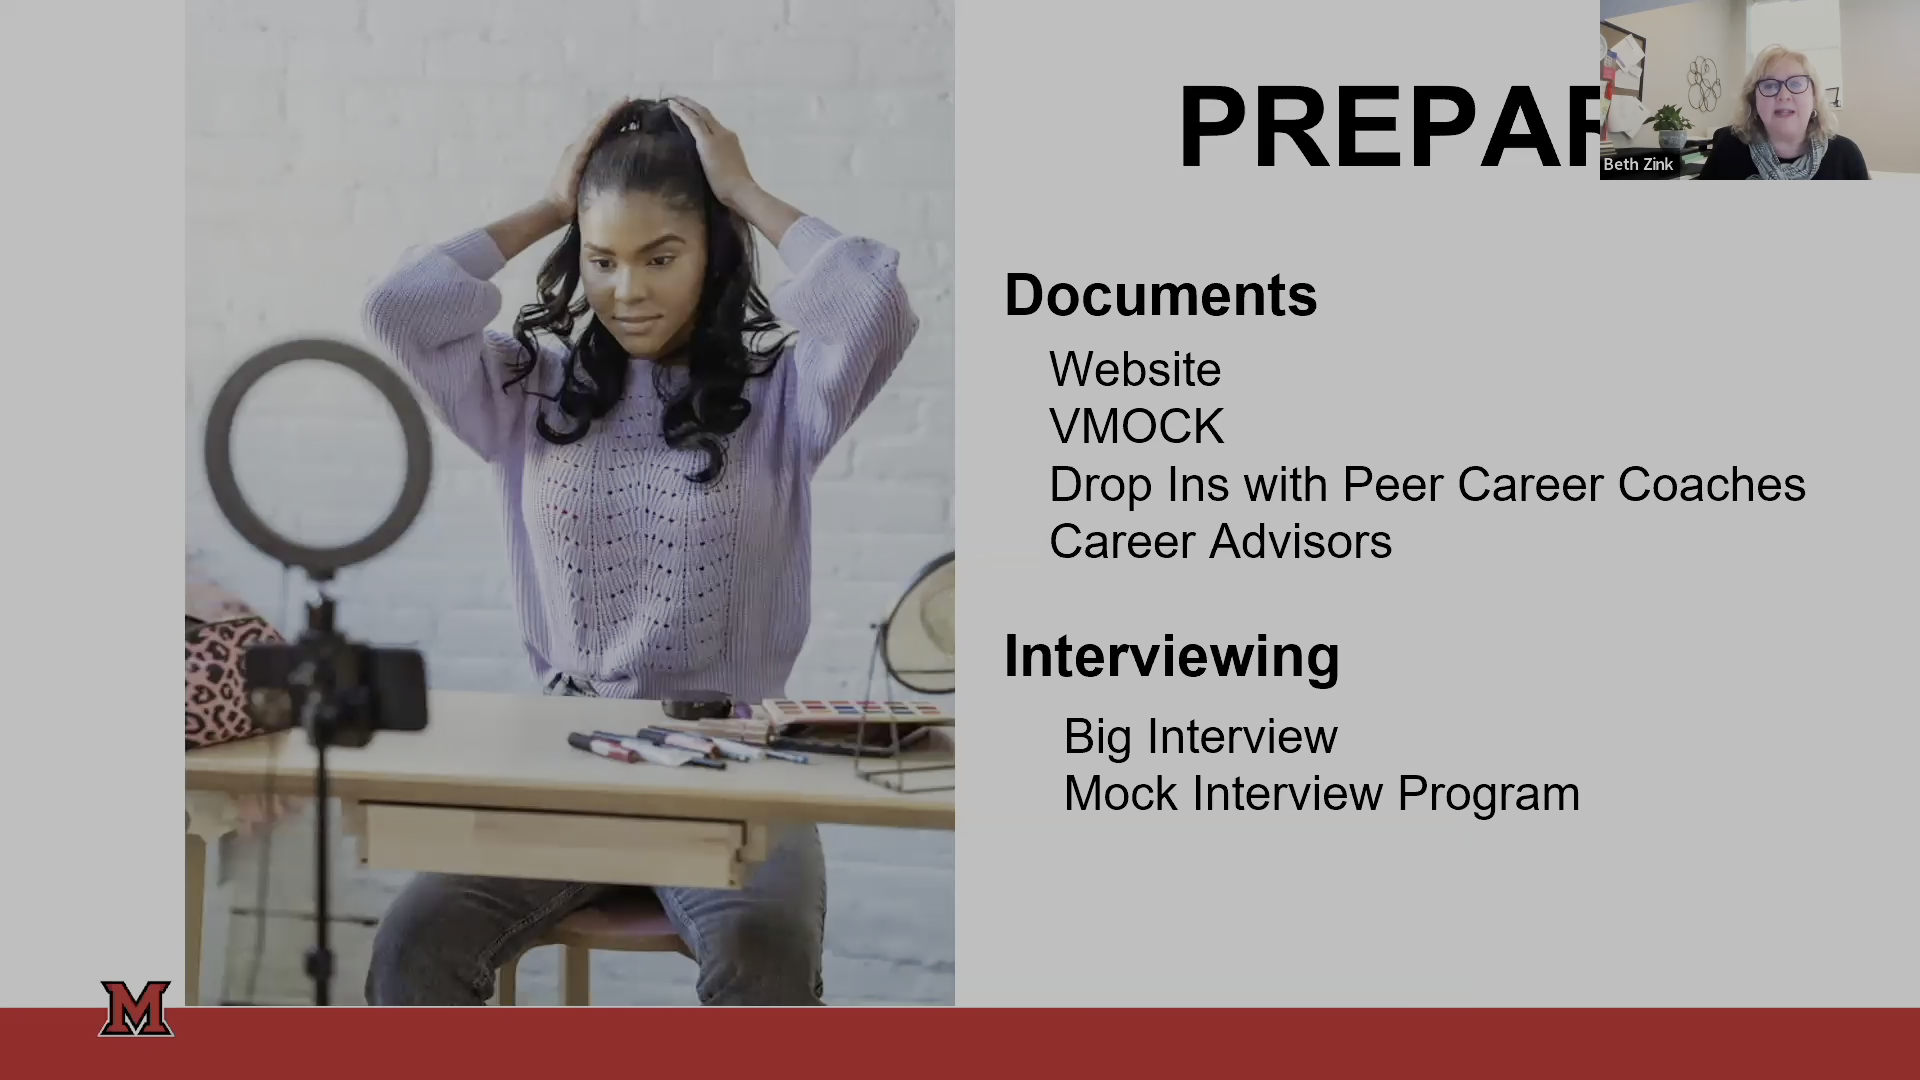 PREPAR
Beth Zink
Documents
Website
VMOCK
Drop Ins with Peer Career Coaches
Career Advisors
Interviewing
Big Interview
Mock Interview Program
M